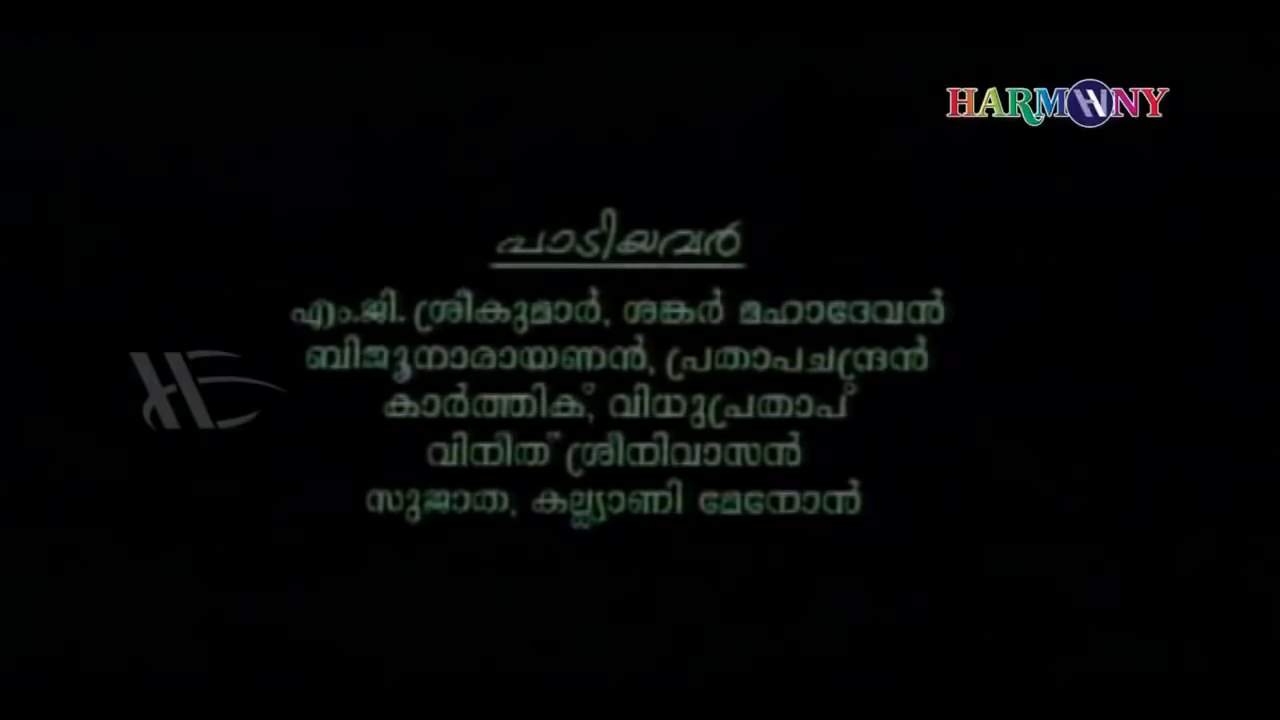 HARMONY
പാടിയവർ
എം.ജി. ശ്രീകുമാർ, ശങ്കർ മഹാദേവൻ
ബിജൂനാരായണൻ, പ്രതാപചന്ദ്രൻ
കാർത്തിക്, വിധുപ്രതാപ്
വിനിത് ശ്രീനിവാസൻ
സുജാത, കല്ല്യാണി മേനോൻ